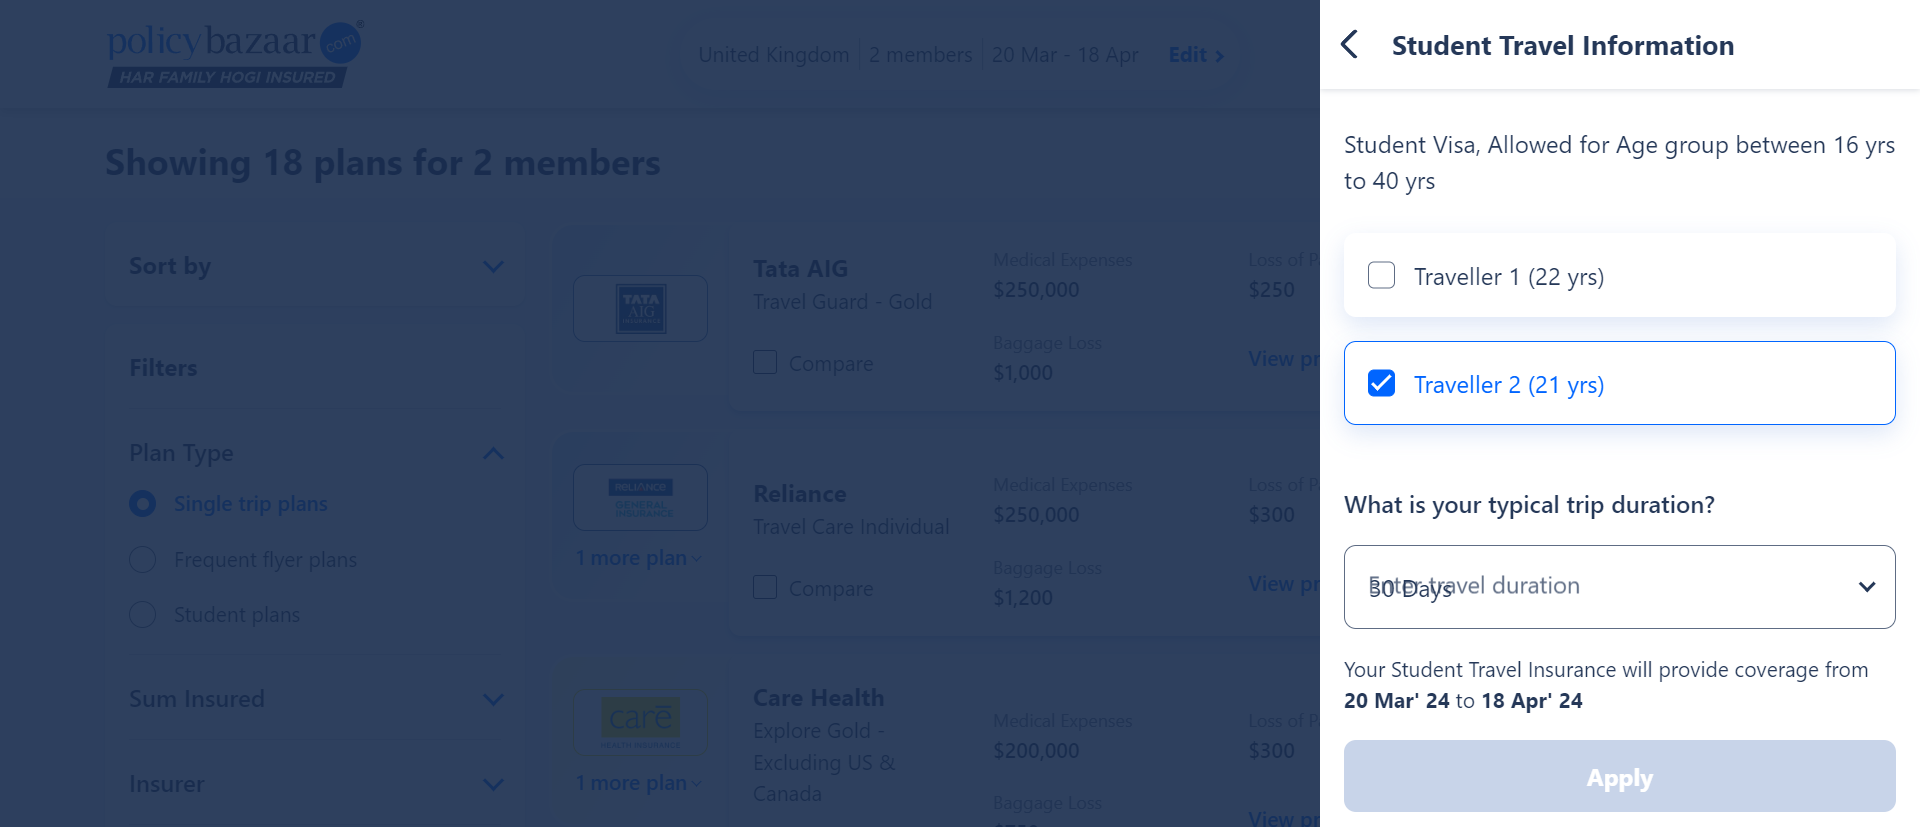 policybazaar.com®
HAR FAMILY HOGI INSURED
United Kingdom 2 members 20 Mar - 18 Apr Edit
Showing 18 plans for 2 members
Sort by
Filters
Plan Type
Single trip plans
Frequent flyer plans
Student plans
Sum Insured
Insurer
TATA
AIG
INSURANCE
Tata AIG
Travel Guard - Gold
Compare
Medical Expenses
$250,000
Baggage Loss
$1,000
Loss of P
$250
View pr
RELIANCE
GENERAL
INSURANCE
1 more plan
Reliance
Travel Care Individual
Compare
Medical Expenses
$250,000
Baggage Loss
$1,200
Loss of P
$300
View pr
care
HEALTH INSURANCE
1 more plan
Care Health
Explore Gold -
Excluding US &
Canada
Medical Expenses
$200,000
Baggage Loss
Loss of P
$300
View pr
Student Travel Information
Student Visa, Allowed for Age group between 16 yrs
to 40 yrs
Traveller 1 (22 yrs)
Traveller 2 (21 yrs)
What is your typical trip duration?
Enter travel duration
30 Days
Your Student Travel Insurance will provide coverage from
20 Mar' 24 to 18 Apr' 24
Apply